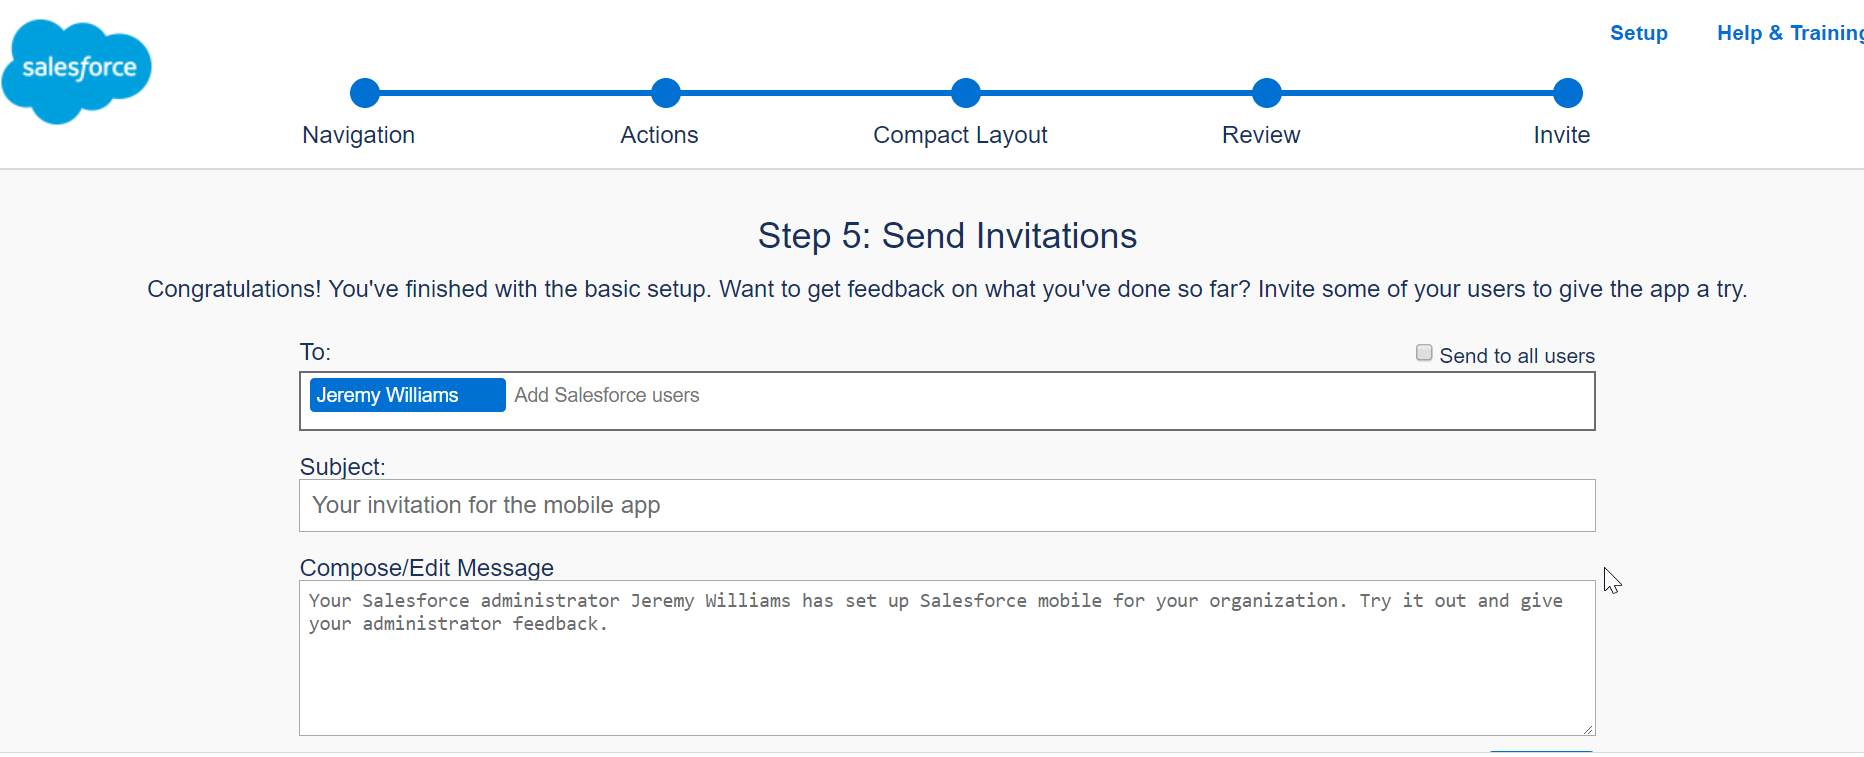 Setup Help & Training
salesforce
Navigation Actions Compact Layout Review Invite
Step 5: Send Invitations
Congratulations! You've finished with the basic setup. Want to get feedback on what you've done so far? Invite some of your users to give the app a try.
To: Send to all users
Jeremy Williams Add Salesforce users
Subject:
Your invitation for the mobile app
Compose/Edit Message
Your Salesforce administrator Jeremy Williams has set up Salesforce mobile for your organization. Try it out and give
your administrator feedback.